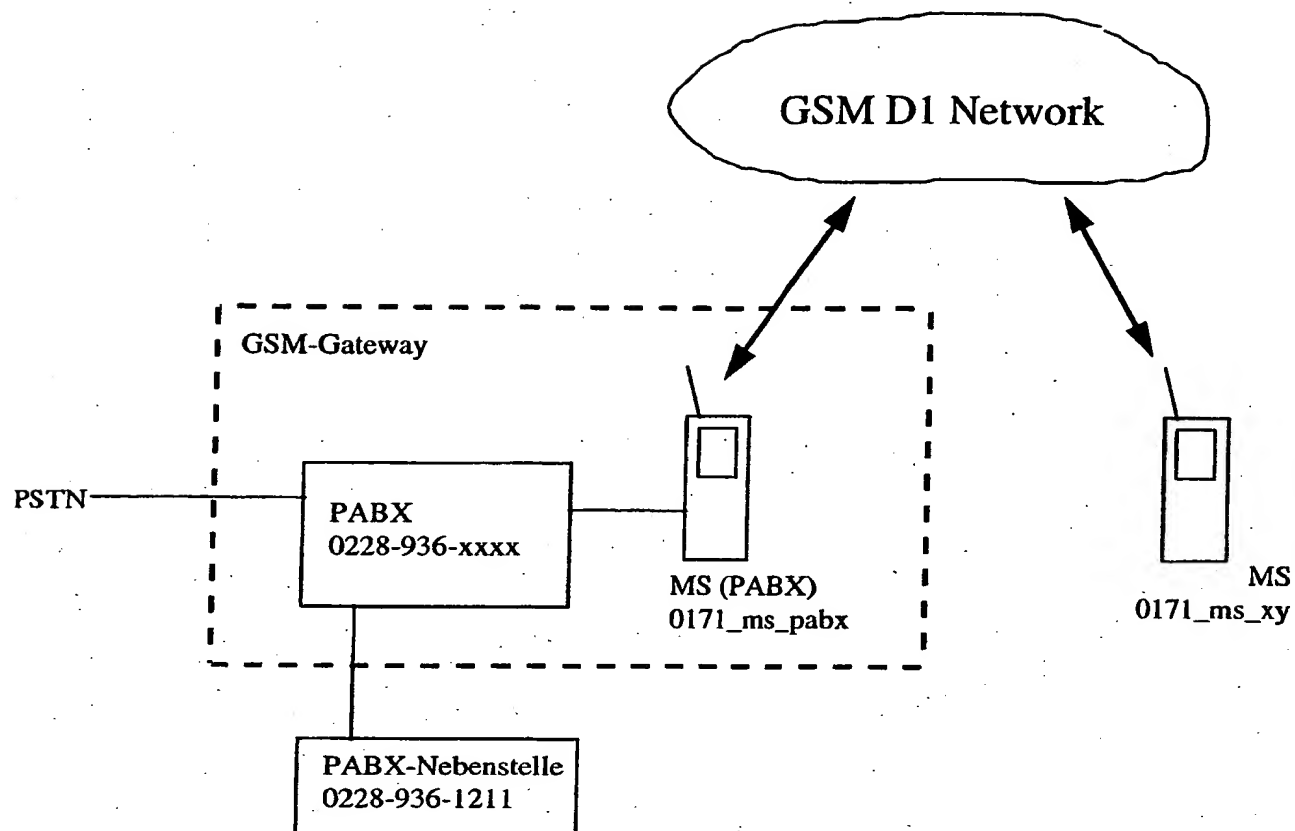 GSM D1 Network
GSM-Gateway
PSTN
PABX
0228-936-xxxx
MS (PABX)
0171_ms_pabx
MS
0171_ms_xy
PABX-Nebenstelle
0228-936-1211